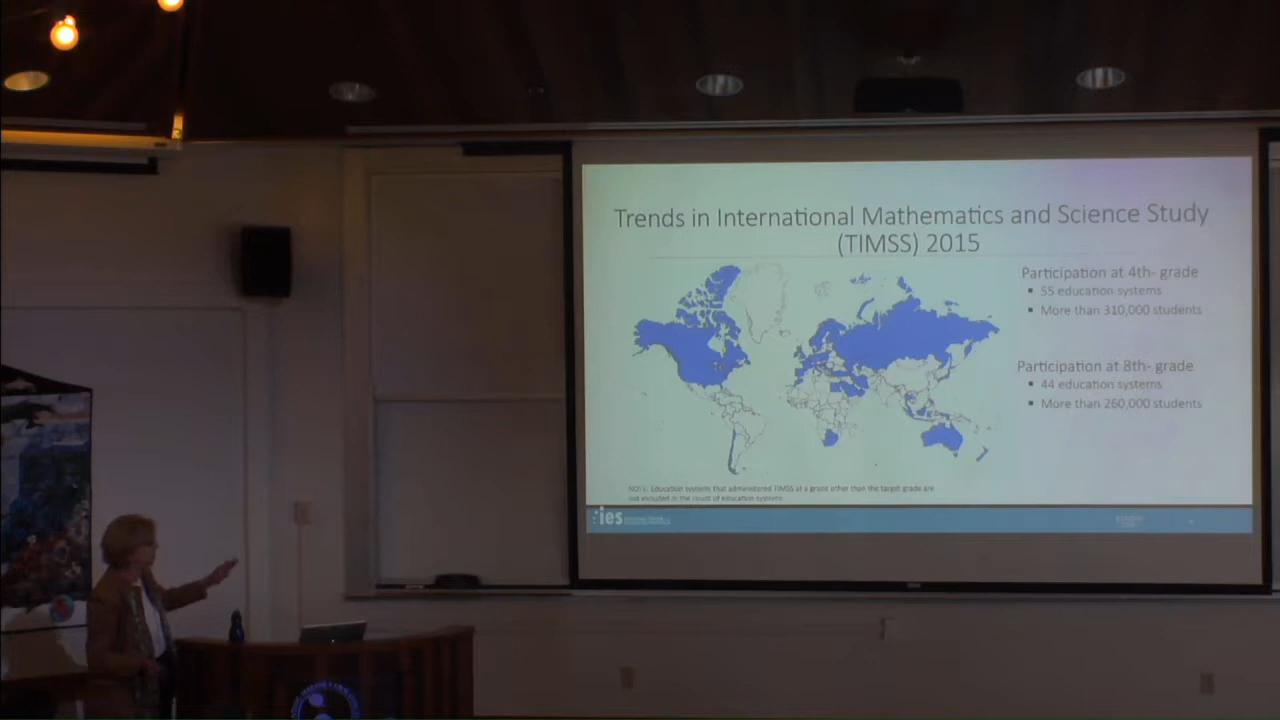 Trends in International Mathematics and Science Study
(TIMSS) 2015
Participation at 4th- grade
▪ 55 education systems
▪ More than 310,000 students
Participation at 8th- grade
▪ 44 education systems
▪ More than 260,000 students
NOTE: Education systems that administered TIMSS at a grade other than the target grade are
not included in the count of education systems.
ies